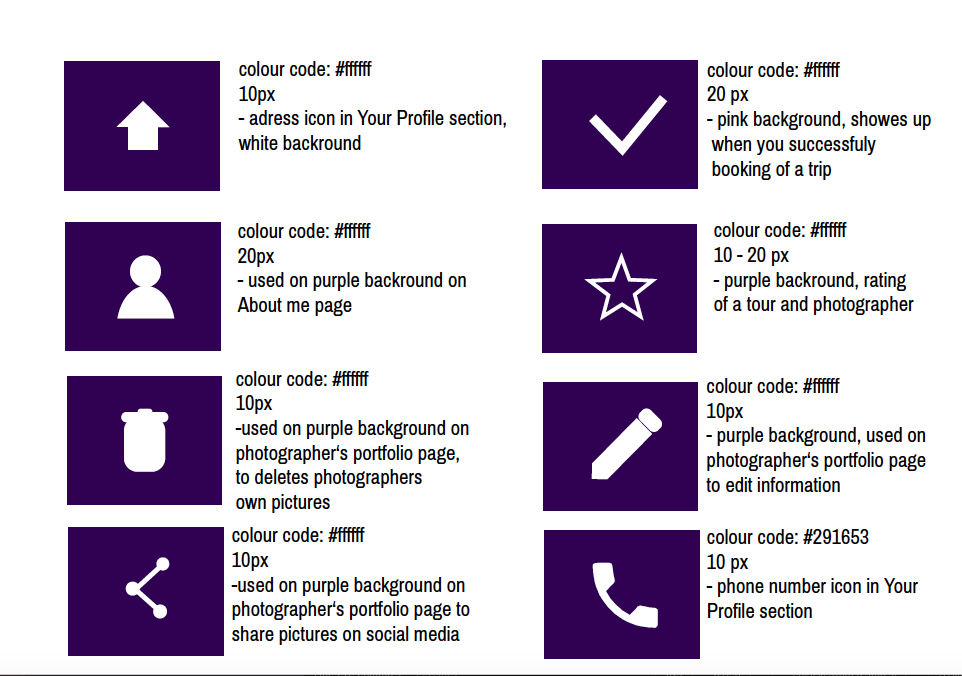 colour code: #ffffff
10px
- adress icon in Your Profile section,
white backround
colour code: #ffffff
20 px
- pink background, showes up
when you successfuly
booking of a trip
colour code: #ffffff
20px
- used on purple backround on
About me page
colour code: #ffffff
10 - 20 px
- purple backround, rating
of a tour and photographer
colour code: #ffffff
10px
-used on purple background on
photographer‘s portfolio page,
to deletes photographers
own pictures
colour code: #ffffff
10px
- purple background, used on
photographer‘s portfolio page
to edit information
colour code: #ffffff
10px
-used on purple background on
photographer‘s portfolio page to
share pictures on social media
colour code: #291653
10 px
- phone number icon in Your
Profile section